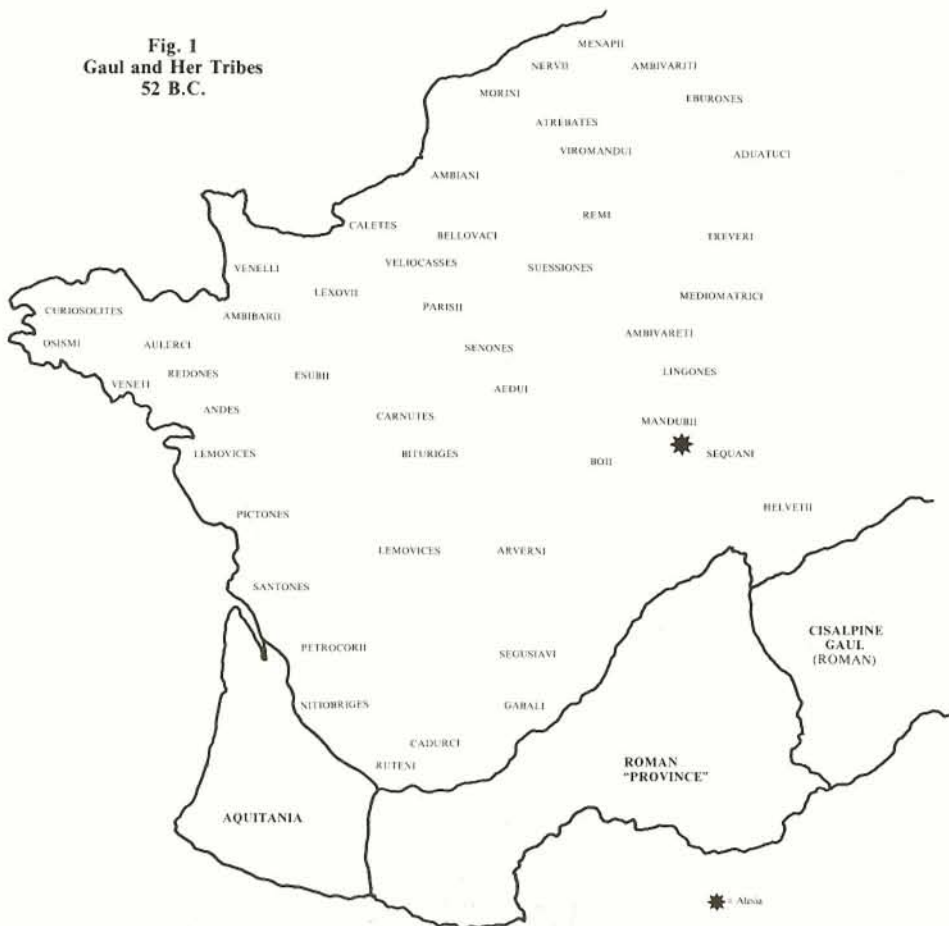 Fig. 1
Gaul and Her Tribes
52 B.C.
MENAPII
NERVII
AMBIVARITI
MORINI
EBURONES
ATREBATES
VIROMANDUI
ADUATUCI
AMBIANI
REMI
CALETES
BELLOVACI
TREVERI
VENELLI
VELIOCASSES
SUESSIONES
LEXOVII
MEDIOMATRICI
CURIOSOLITES
AMBIBARII
PARISII
OSISMI
AULERCI
SENONES
AMBIVARETI
VENETI
REDONES
ESUBII
AEDUI
LINGONES
ANDES
CARNUTES
MANDUBII
LEMOVICES
BITURIGES
BOII
SEQUANI
PICTONES
HELVETII
LEMOVICES
ARVERNI
SANTONES
CISALPINE
GAUL
(ROMAN)
PETROCORII
SEGUSIAVI
NITIOBRIGES
GABALI
CADURCI
RUTENI
ROMAN
"PROVINCE"
AQUITANIA
= Alesia